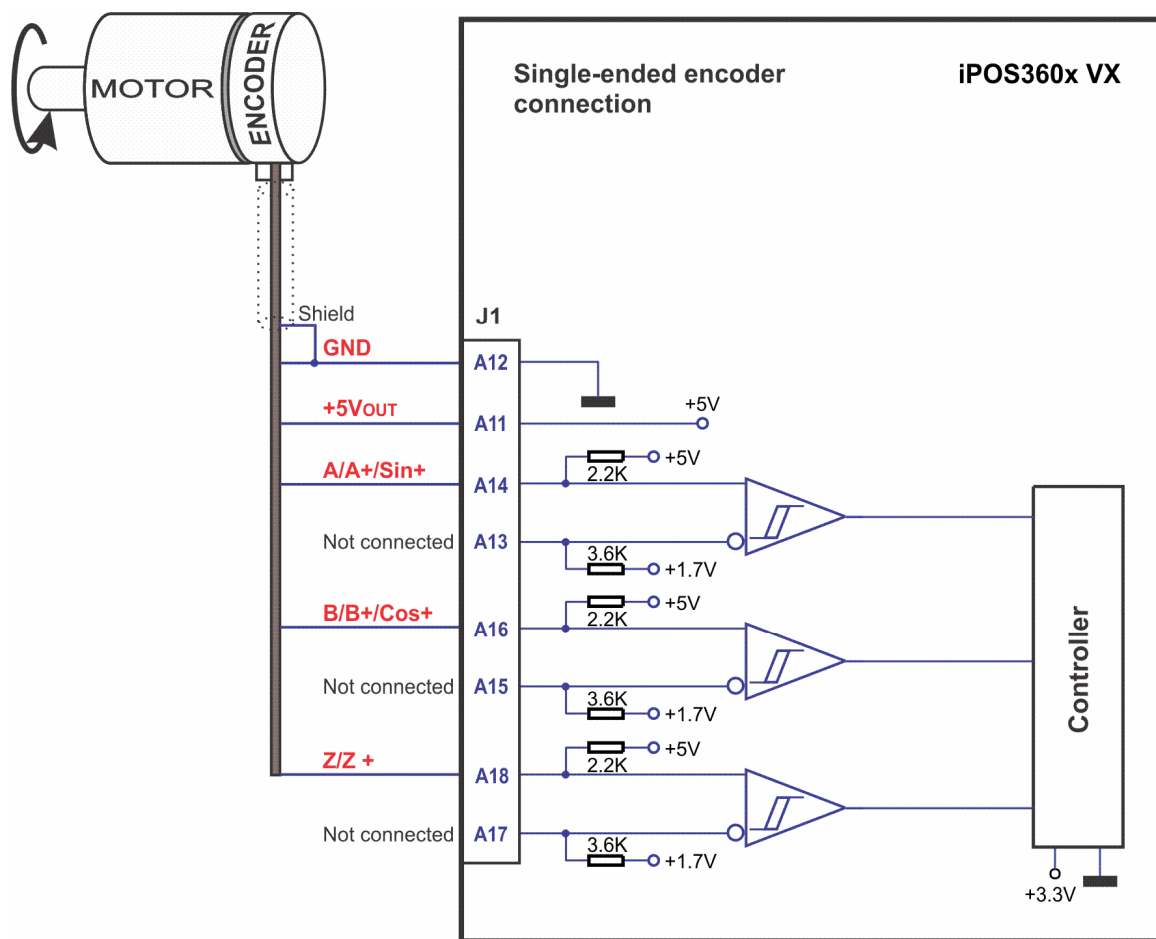 MOTOR
ENCODER
Single-ended encoder
connection
iPOS360x VX
Shield
J1
GND
A12
+5VOUT
A11
+5V
A/A+/Sin+
A14
2.2K
+5V
Not connected
A13
3.6K
+1.7V
B/B+/Cos+
A16
2.2K
+5V
Not connected
A15
3.6K
+1.7V
Z/Z +
A18
2.2K
+5V
Not connected
A17
3.6K
+1.7V
Controller
+3.3V